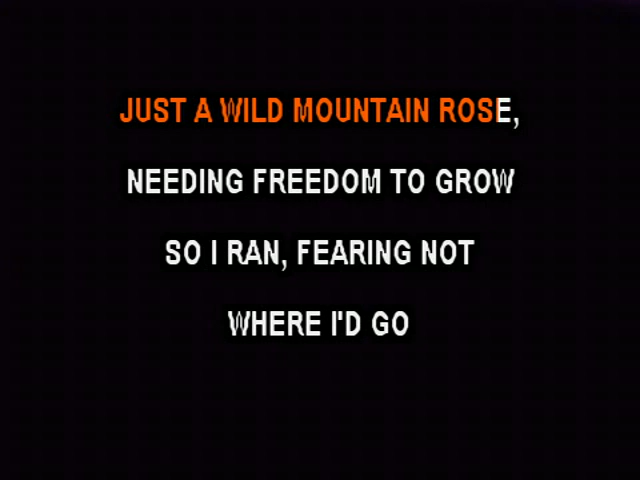 JUST A WILD MOUNTAIN ROSE,
NEEDING FREEDOM TO GROW
SO I RAN, FEARING NOT
WHERE I'D GO